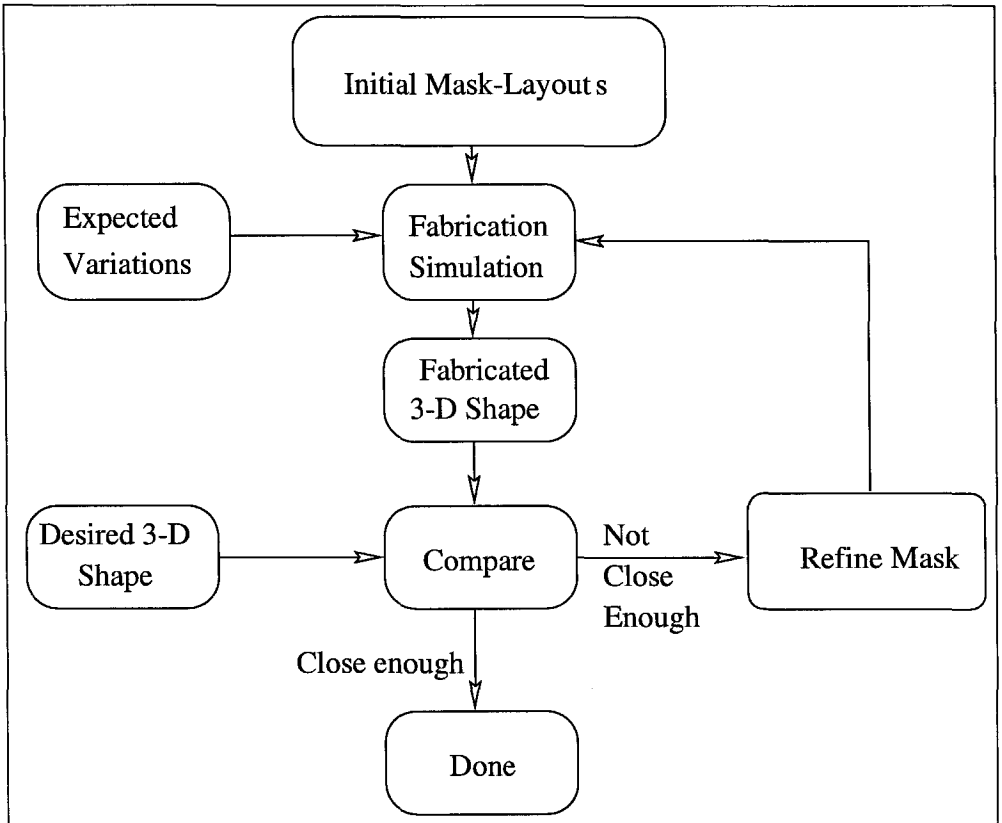 Initial Mask-Layouts
Expected
Variations
Fabrication
Simulation
Fabricated
3-D Shape
Desired 3-D
Shape
Compare
Not
Close
Enough
Refine Mask
Close enough
Done